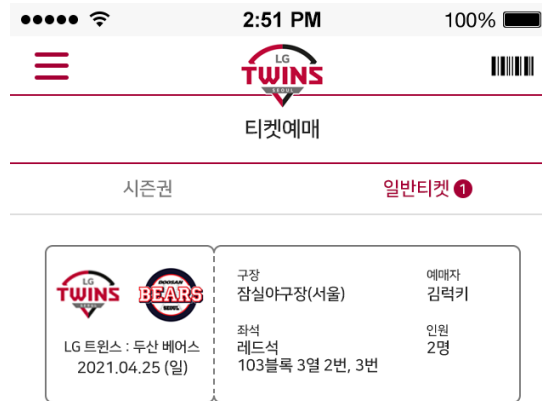 2:51 PM
100%
LG
TWINS
SEOUL
티켓예매
시즌권
일반티켓 1
LG
TWINS
DOOSAN
BEARS
LG 트윈스 : 두산 베어스
2021.04.25 (일)
구장
잠실야구장(서울)
예매자
김럭키
좌석
레드석
103블록 3열 2번, 3번
인원
2명